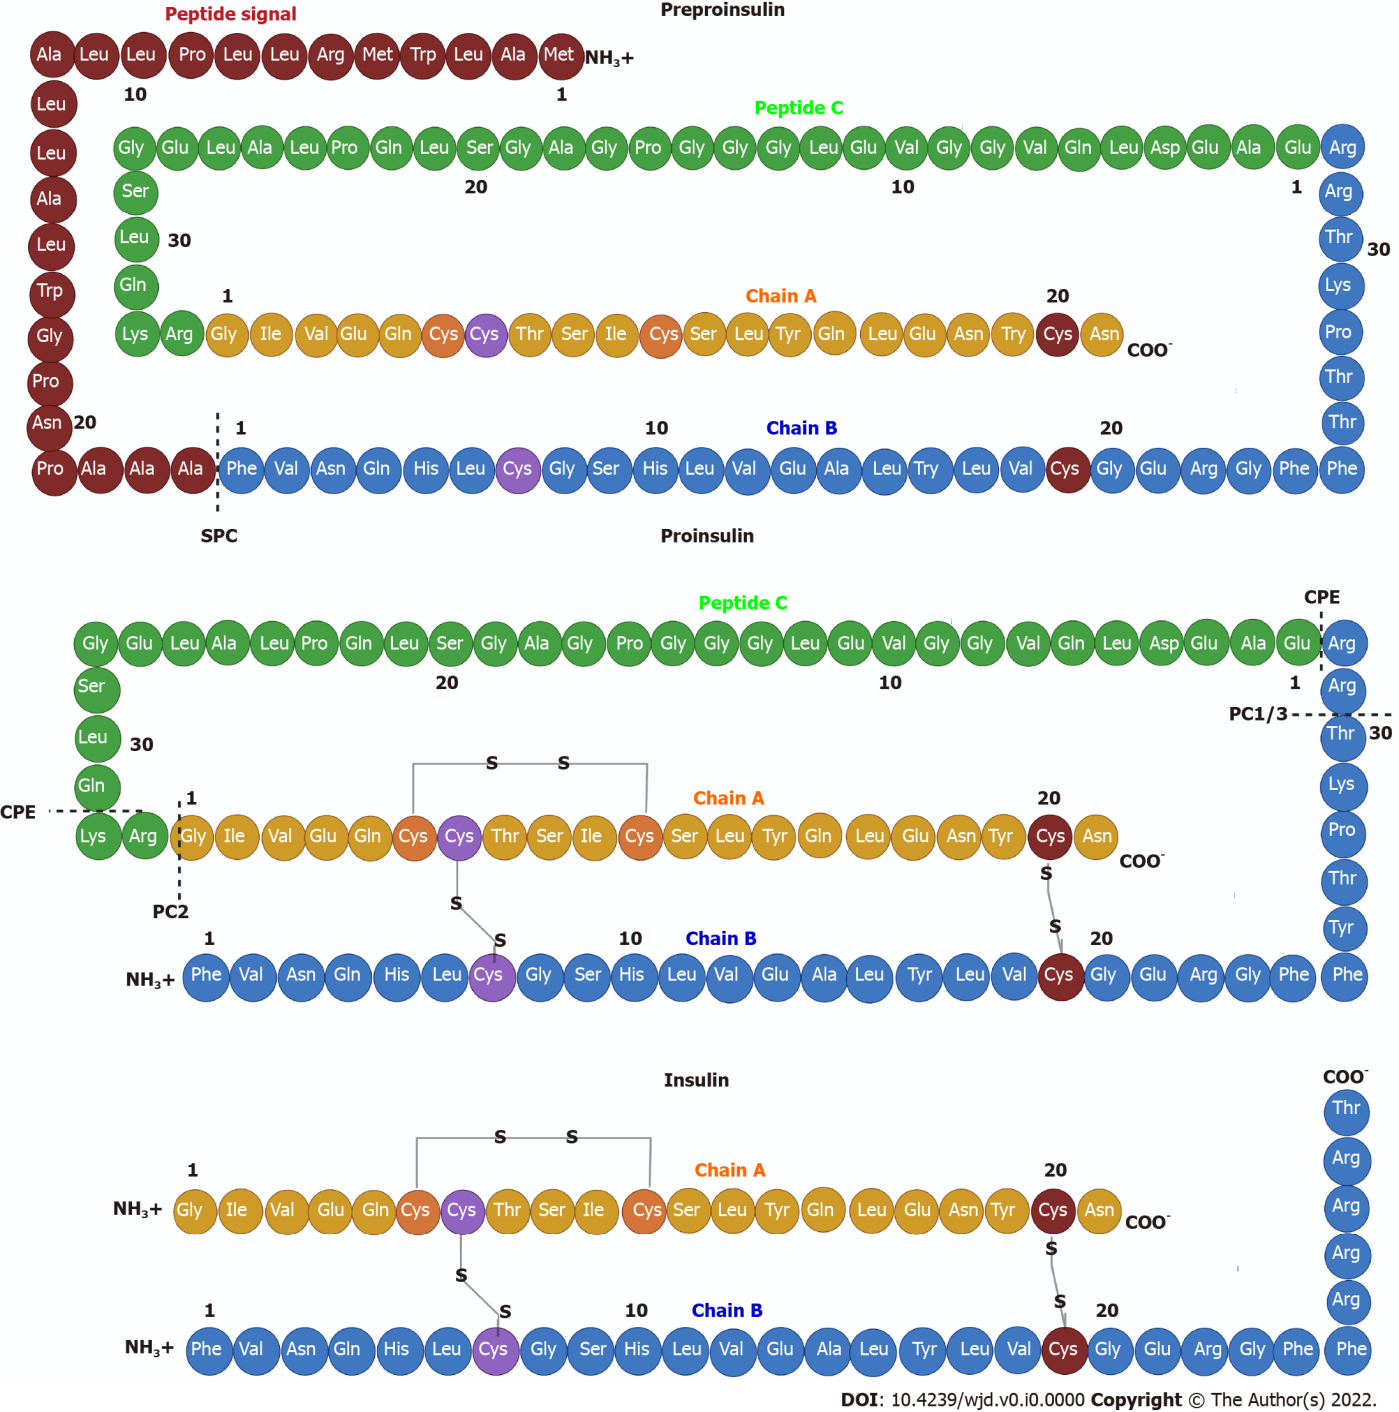 Peptide signal
Preproinsulin
Ala Leu Leu Pro Leu Leu Arg Met Trp Leu Ala Met NH₃+
10 1
Leu
Peptide C
Leu
Gly Glu Leu Ala Leu Pro Gln Leu Ser Gly Ala Gly Pro Gly Gly Gly Leu Glu Val Gly Gly Val Gln Leu Asp Glu Ala Glu Arg
20 10 1
Ala
Ser
Arg
Leu
Leu
30
Thr
30
Trp
Gln
Lys
1 Chain A 20
Gly
Lys Arg Gly Ile Val Glu Gln Cys Cys Thr Ser Ile Cys Ser Leu Tyr Gln Leu Glu Asn Try Cys Asn
COO⁻
Pro
Pro
Thr
Asn
20
Thr
1 10 Chain B 20
Pro Ala Ala Ala Phe Val Asn Gln His Leu Cys Gly Ser His Leu Val Glu Ala Leu Try Leu Val Cys Gly Glu Arg Gly Phe Phe
SPC
Proinsulin
Peptide C
CPE
Gly Glu Leu Ala Leu Pro Gln Leu Ser Gly Ala Gly Pro Gly Gly Gly Leu Glu Val Gly Gly Val Gln Leu Asp Glu Ala Glu Arg
20 10 1
Ser
Arg
PC1/3
Leu
30
Thr
30
S S
Gln
Lys
1 Chain A 20
CPE
Lys Arg Gly Ile Val Glu Gln Cys Cys Thr Ser Ile Cys Ser Leu Tyr Gln Leu Glu Asn Tyr Cys Asn
COO⁻
Pro
PC2
S
S
Thr
S
S
Tyr
1 10 Chain B 20
NH₃+ Phe Val Asn Gln His Leu Cys Gly Ser His Leu Val Glu Ala Leu Tyr Leu Val Cys Gly Glu Arg Gly Phe Phe
Insulin
COO⁻
Thr
S S
Arg
1 Chain A 20
NH₃+ Gly Ile Val Glu Gln Cys Cys Thr Ser Ile Cys Ser Leu Tyr Gln Leu Glu Asn Tyr Cys Asn COO⁻
Arg
S
S
Arg
S
S
Arg
1 10 Chain B 20
NH₃+ Phe Val Asn Gln His Leu Cys Gly Ser His Leu Val Glu Ala Leu Tyr Leu Val Cys Gly Glu Arg Gly Phe Phe
DOI: 10.4239/wjd.v0.i0.0000 Copyright © The Author(s) 2022.